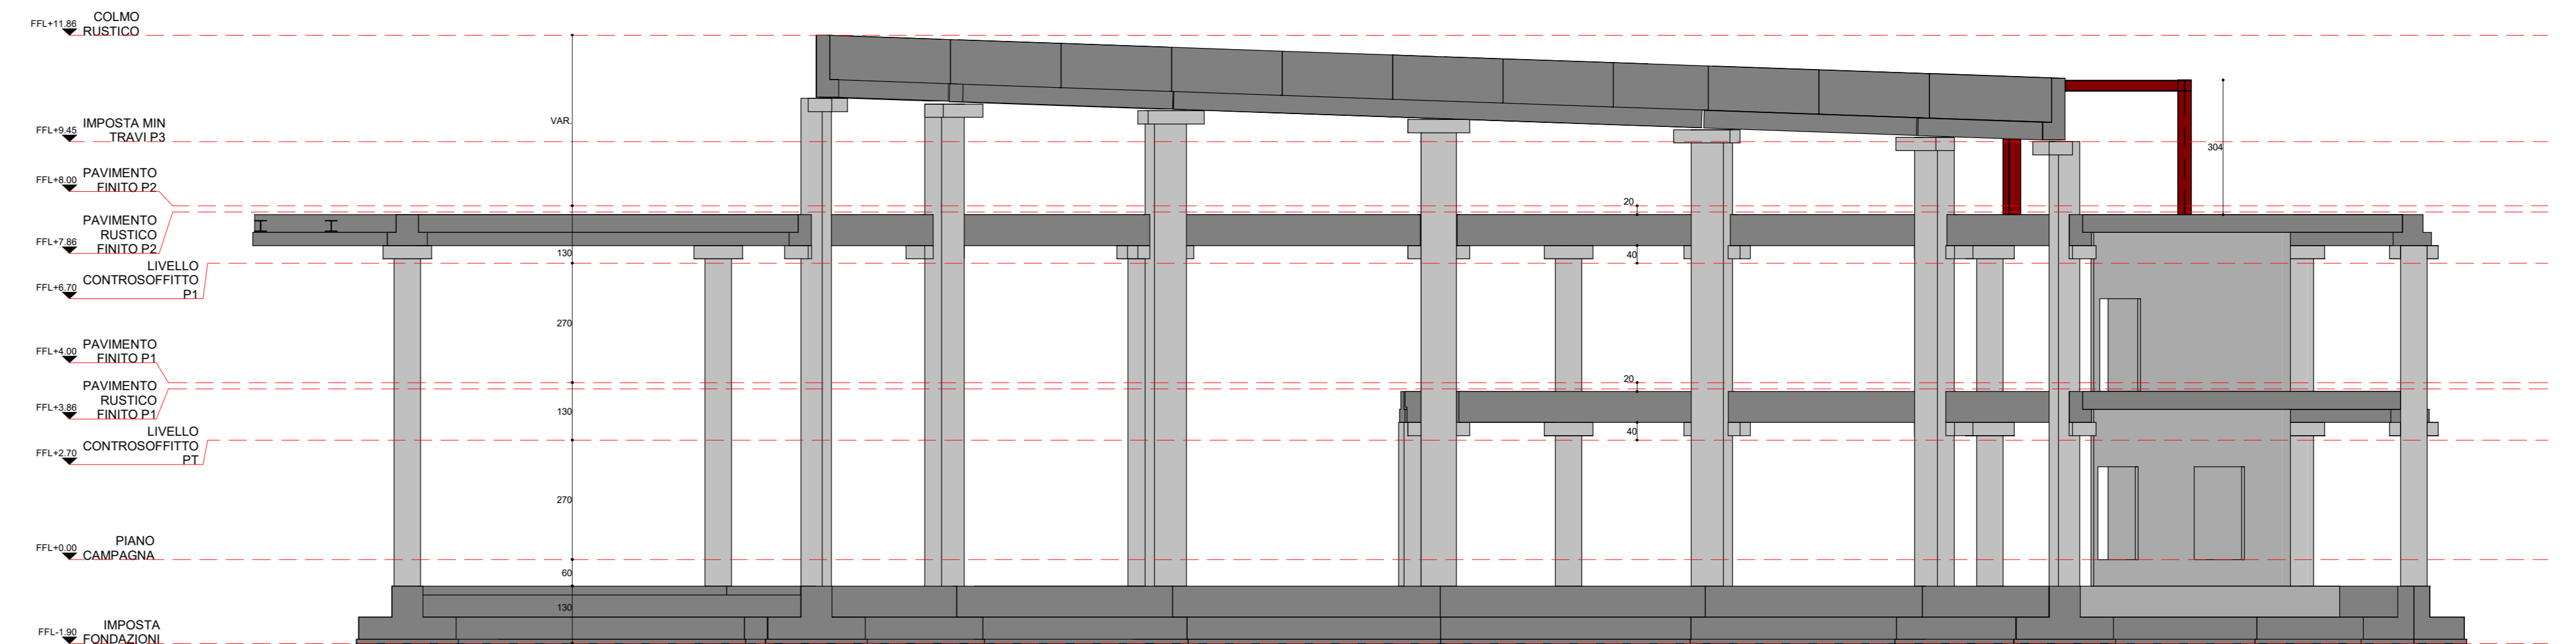 FFL+11.86 COLMO
RUSTICO
VAR.
FFL+9.45 IMPOSTA MIN
TRAVI P3
304
FFL+8.00 PAVIMENTO
FINITO P2
20
PAVIMENTO
RUSTICO
FFL+7.86 FINITO P2
130
40
LIVELLO
CONTROSOFFITTO
FFL+6.70 P1
270
FFL+4.00 PAVIMENTO
FINITO P1
20
PAVIMENTO
RUSTICO
FFL+3.86 FINITO P1
130
40
LIVELLO
CONTROSOFFITTO
FFL+2.70 PT
270
FFL+0.00 PIANO
CAMPAGNA
60
130
FFL-1.90 IMPOSTA
FONDAZIONI